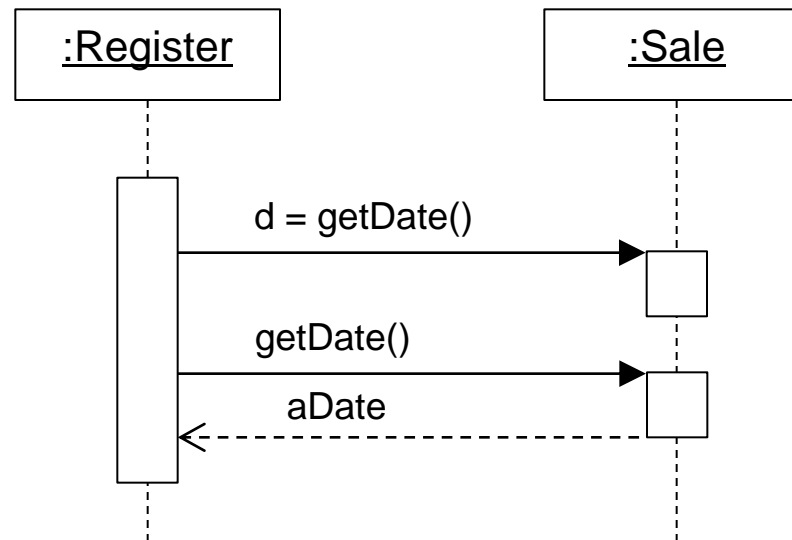 :Register
:Sale
d = getDate()
getDate()
aDate